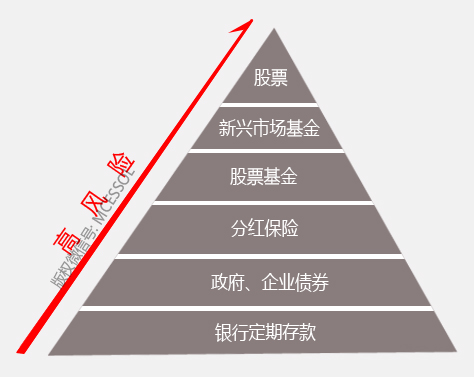 股票
新兴市场基金
股票基金
分红保险
政府、企业债券
银行定期存款
高风险
版权微信号: MCESSOE